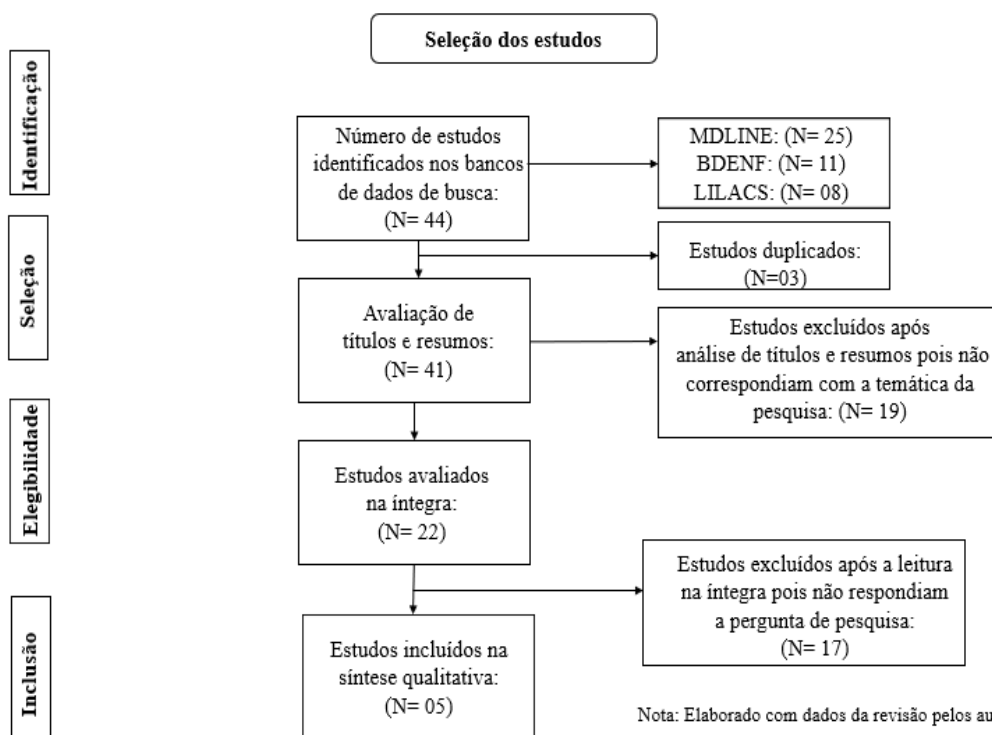 Seleção dos estudos
Identificação
Número de estudos
identificados nos bancos
de dados de busca:
(N= 44)
MDLINE: (N= 25)
BDENF: (N= 11)
LILACS: (N= 08)
Seleção
Estudos duplicados:
(N=03)
Avaliação de
títulos e resumos:
(N= 41)
Estudos excluídos após
análise de títulos e resumos pois não
correspondiam com a temática da
pesquisa: (N= 19)
Elegibilidade
Estudos avaliados
na íntegra:
(N= 22)
Estudos excluídos após a leitura
na íntegra pois não respondiam
a pergunta de pesquisa:
(N= 17)
Inclusão
Estudos incluídos na
síntese qualitativa:
(N= 05)
Nota: Elaborado com dados da revisão pelos au